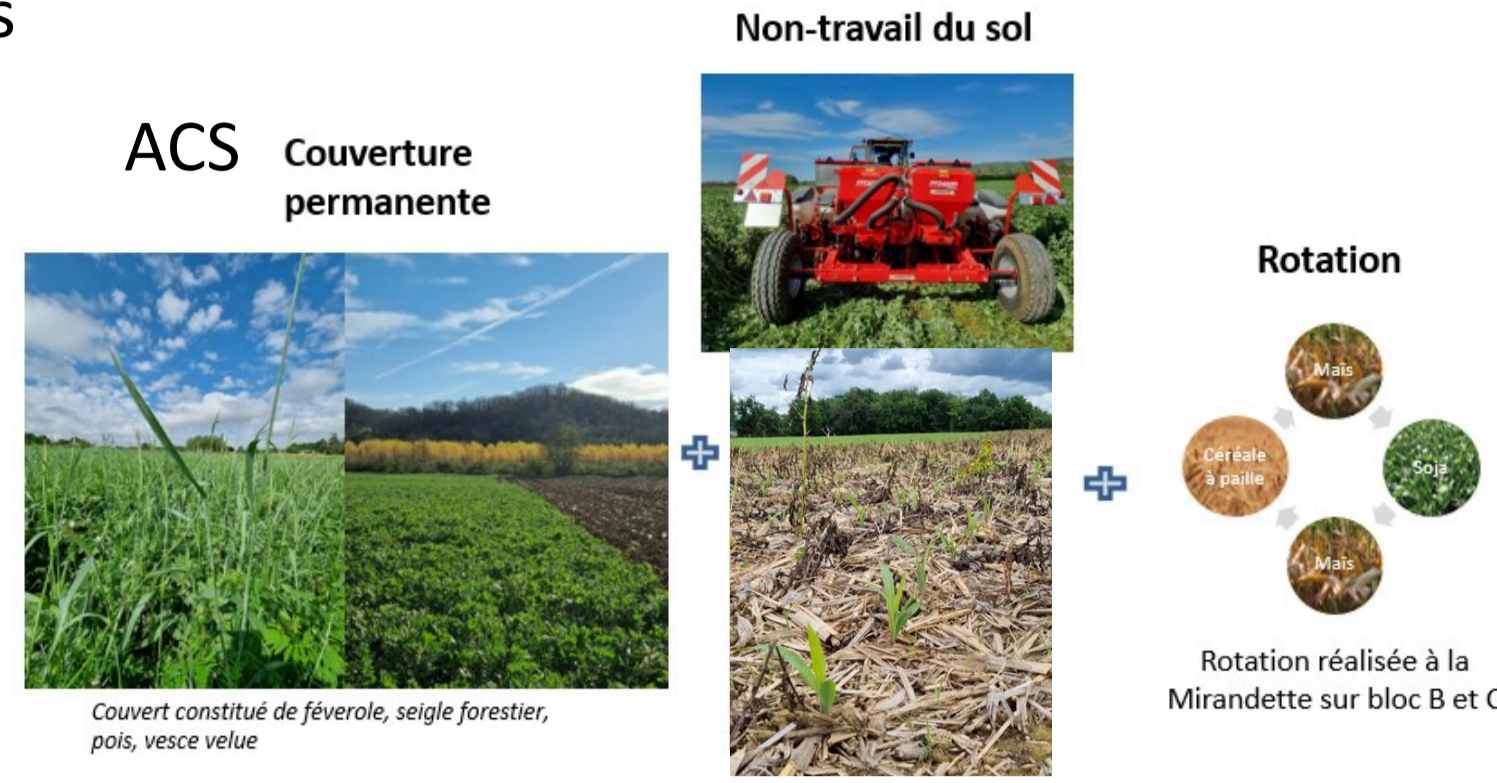 s
Non-travail du sol
ACS
Couverture
permanente
Rotation
Maïs
Céréale
à paille
Soja
Maïs
Couvert constitué de féverole, seigle forestier,
pois, vesce velue
Rotation réalisée à la
Mirandette sur bloc B et C